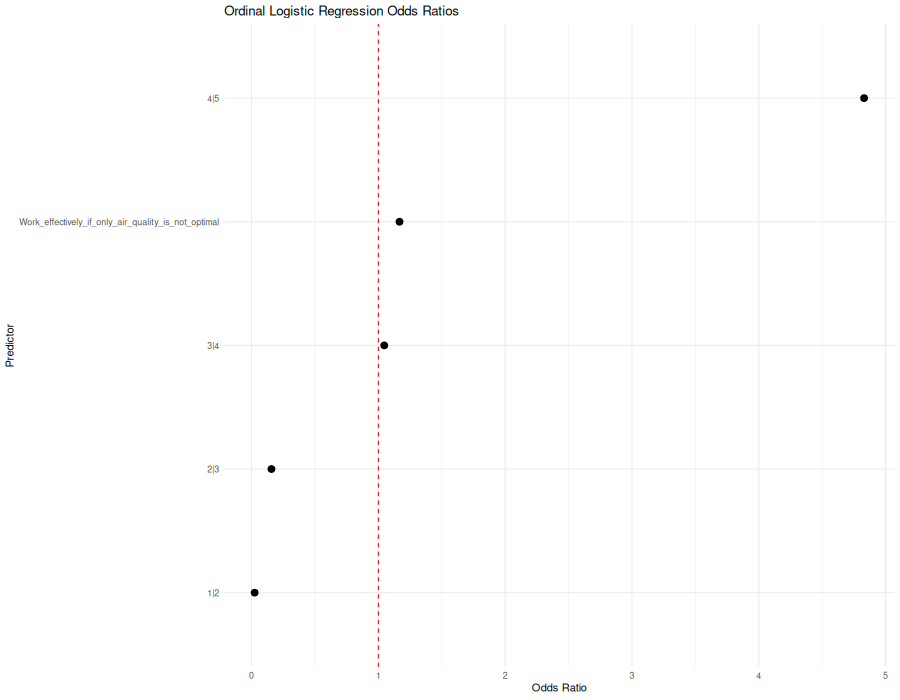 Ordinal Logistic Regression Odds Ratios
4|5
Work_effectively_if_only_air_quality_is_not_optimal
Predictor
3|4
2|3
1|2
0 1 2 3 4 5
Odds Ratio